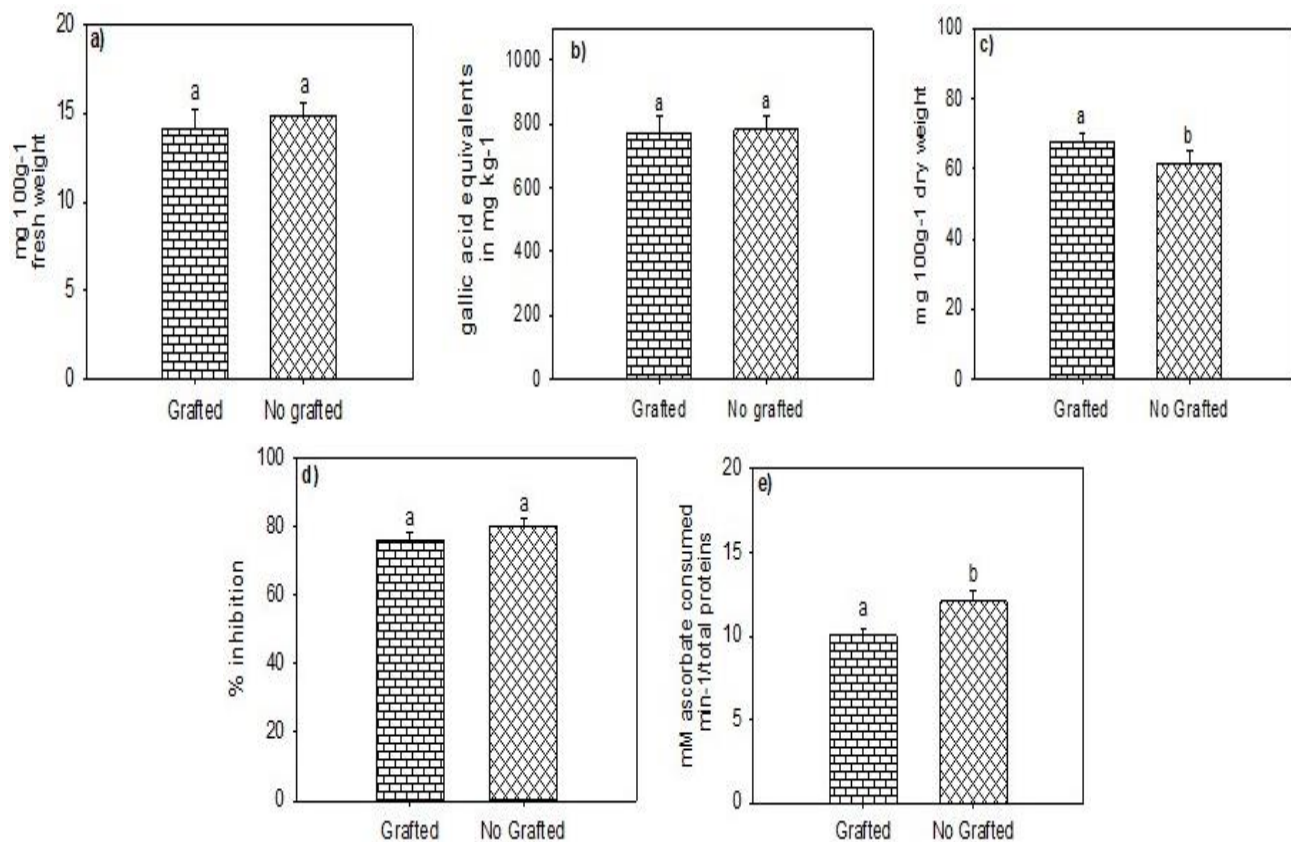 a)
mg 100g-1
fresh weight
20
15
10
5
0
a
a
Grafted
No grafted
b)
gallic acid equivalents
in mg kg-1
1000
800
600
400
200
0
a
a
Grafted
No grafted
c)
mg 100g-1 dry weight
100
80
60
40
20
0
a
b
Grafted
No Grafted
d)
% inhibition
100
80
60
40
20
0
a
a
Grafted
No Grafted
e)
mM ascorbate consumed
min-1/total proteins
20
15
10
5
0
a
b
Grafted
No Grafted